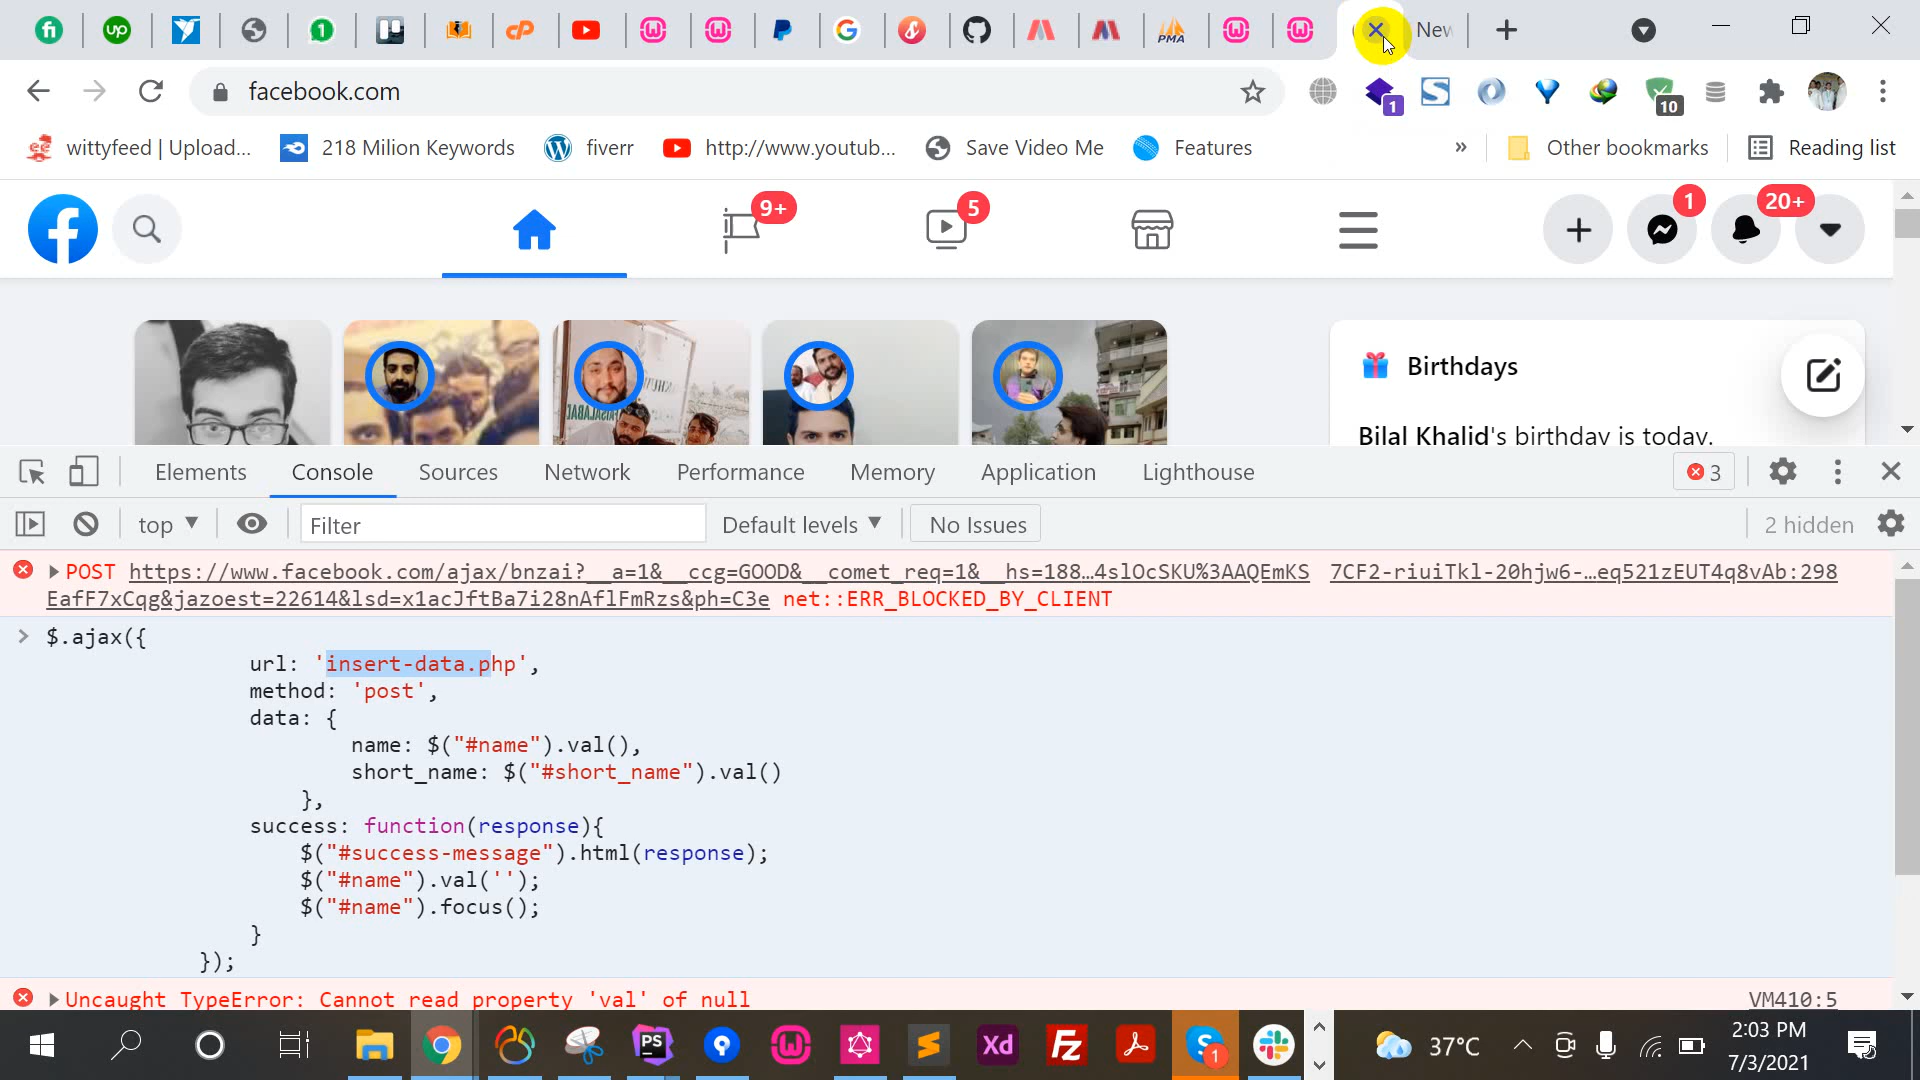 New
facebook.com
1
10
wittyfeed | Upload...
218 Milion Keywords
fiverr
http://www.youtub...
Save Video Me
Features
»
Other bookmarks
Reading list
9+
5
1
20+
Birthdays
Bilal Khalid's birthday is today.
Elements
Console
Sources
Network
Performance
Memory
Application
Lighthouse
3
top
Filter
Default levels
No Issues
2 hidden
POST https://www.facebook.com/ajax/bnzai?__a=1&__ccg=GOOD&__comet_req=1&__hs=188…4slOcSKU%3AAQEmKS 7CF2-riuiTkl-20hjw6-…eq521zEUT4q8vAb:298
EafF7xCqg&jazoest=22614&lsd=x1acJftBa7i28nAflFmRzs&ph=C3e net::ERR_BLOCKED_BY_CLIENT
> $.ajax({
url: 'insert-data.php',
method: 'post',
data: {
name: $("#name").val(),
short_name: $("#short_name").val()
},
success: function(response){
$("#success-message").html(response);
$("#name").val('');
$("#name").focus();
}
});
Uncaught TypeError: Cannot read property 'val' of null VM410:5
37°C
2:03 PM
7/3/2021